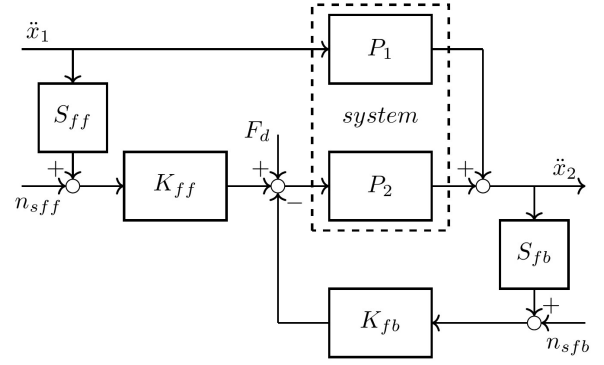 ẍ₁
P₁
S_ff
system
F_d
+
+
+
n_sff
K_ff
−
P₂
ẍ₂
S_fb
+
K_fb
n_sfb